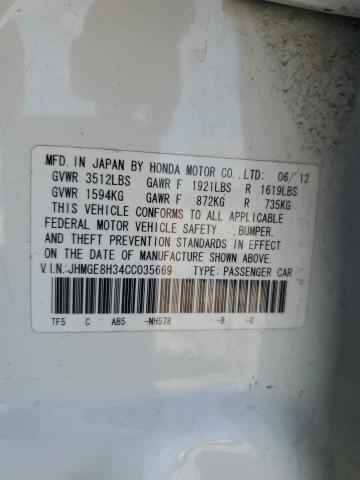 MFD. IN JAPAN BY HONDA MOTOR CO.,LTD: 06/'12
GVWR 3512LBS GAWR F 1921LBS R 1619LBS
GVWR 1594KG GAWR F 872KG R 735KG
THIS VEHICLE CONFORMS TO ALL APPLICABLE
FEDERAL MOTOR VEHICLE SAFETY , BUMPER,
AND THEFT PREVENTION STANDARDS IN EFFECT
ON THE DATE OF MANUFACTURE SHOWN ABOVE.
V.I.N:JHMGE8H34CC035669 TYPE: PASSENGER CAR
TF5 C AB5 -NH578 -B -C